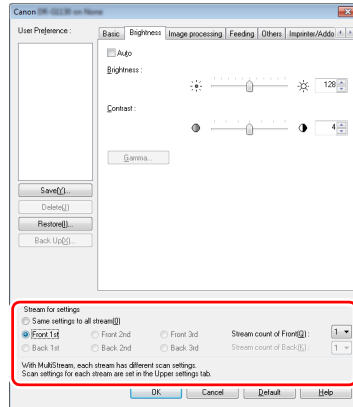 Canon on None
User Preference :
Basic Brightness Image processing Feeding Others Imprinter/Addo
Auto
Brightness :
128
Contrast :
4
Gamma...
Save(Y)...
Delete(J)
Restore(I)...
Back Up(X)...
Stream for settings
Same settings to all stream(0)
Front 1st Front 2nd Front 3rd Stream count of Front(Q) : 1
Back 1st Back 2nd Back 3rd Stream count of Back(K) : 1
With MultiStream, each stream has different scan settings.
Scan settings for each stream are set in the Upper settings tab.
OK Cancel Default Help